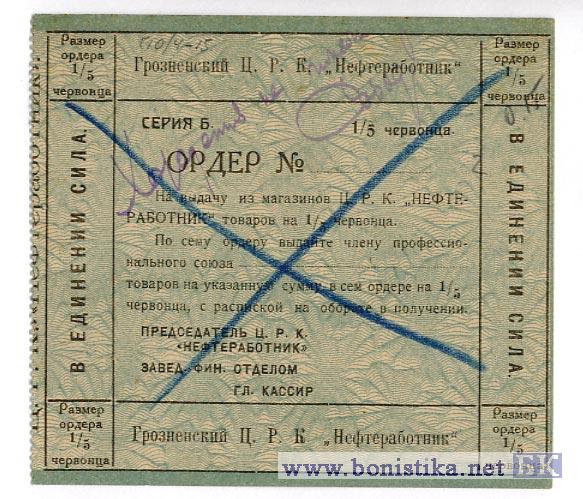 Размер
ордера
1/5
червонца
Грозненский Ц. Р. К. „Нефтеработник“
Размер
ордера
1/5
червонца
СЕРИЯ Б.
1/5 червонца.
ОРДЕР №
На выдачу из магазинов Ц. Р. К. „НЕФТЕ-
РАБОТНИК“ товаров на 1/5 червонца.
По сему ордеру выдайте члену профессио-
нального союза
товаров на указанную сумму в сем ордере на 1/5
червонца, с распиской на обороте в получении.
ПРЕДСЕДАТЕЛЬ Ц. Р. К.
«НЕФТЕРАБОТНИК»
ЗАВЕД. ФИН. ОТДЕЛОМ
ГЛ. КАССИР
В ЕДИНЕНИИ СИЛА.
В ЕДИНЕНИИ СИЛА.
Размер
ордера
1/5
червонца
Грозненский Ц. Р. К. „Нефтеработник“
Размер
ордера
1/5
www.bonistika.net БК